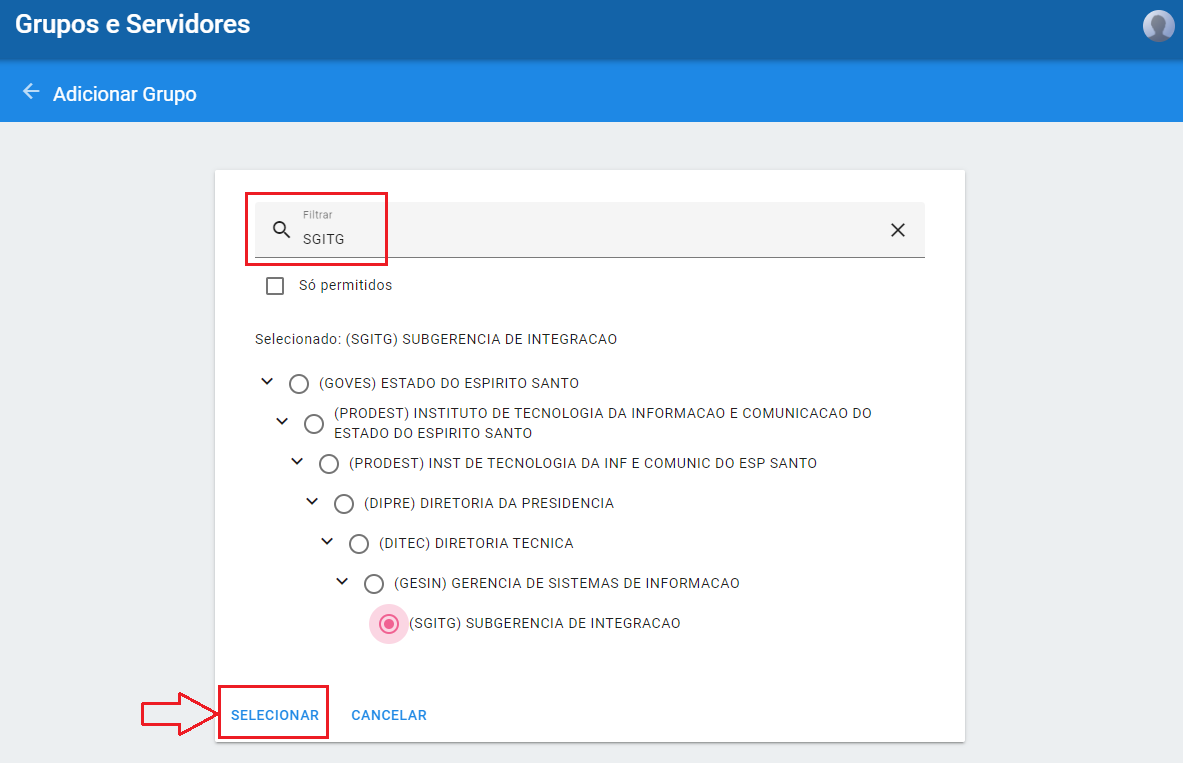 Grupos e Servidores
Adicionar Grupo
Filtrar
SGITG
Só permitidos
Selecionado: (SGITG) SUBGERENCIA DE INTEGRACAO
(GOVES) ESTADO DO ESPIRITO SANTO
(PRODEST) INSTITUTO DE TECNOLOGIA DA INFORMACAO E COMUNICACAO DO
ESTADO DO ESPIRITO SANTO
(PRODEST) INST DE TECNOLOGIA DA INF E COMUNIC DO ESP SANTO
(DIPRE) DIRETORIA DA PRESIDENCIA
(DITEC) DIRETORIA TECNICA
(GESIN) GERENCIA DE SISTEMAS DE INFORMACAO
(SGITG) SUBGERENCIA DE INTEGRACAO
SELECIONAR CANCELAR